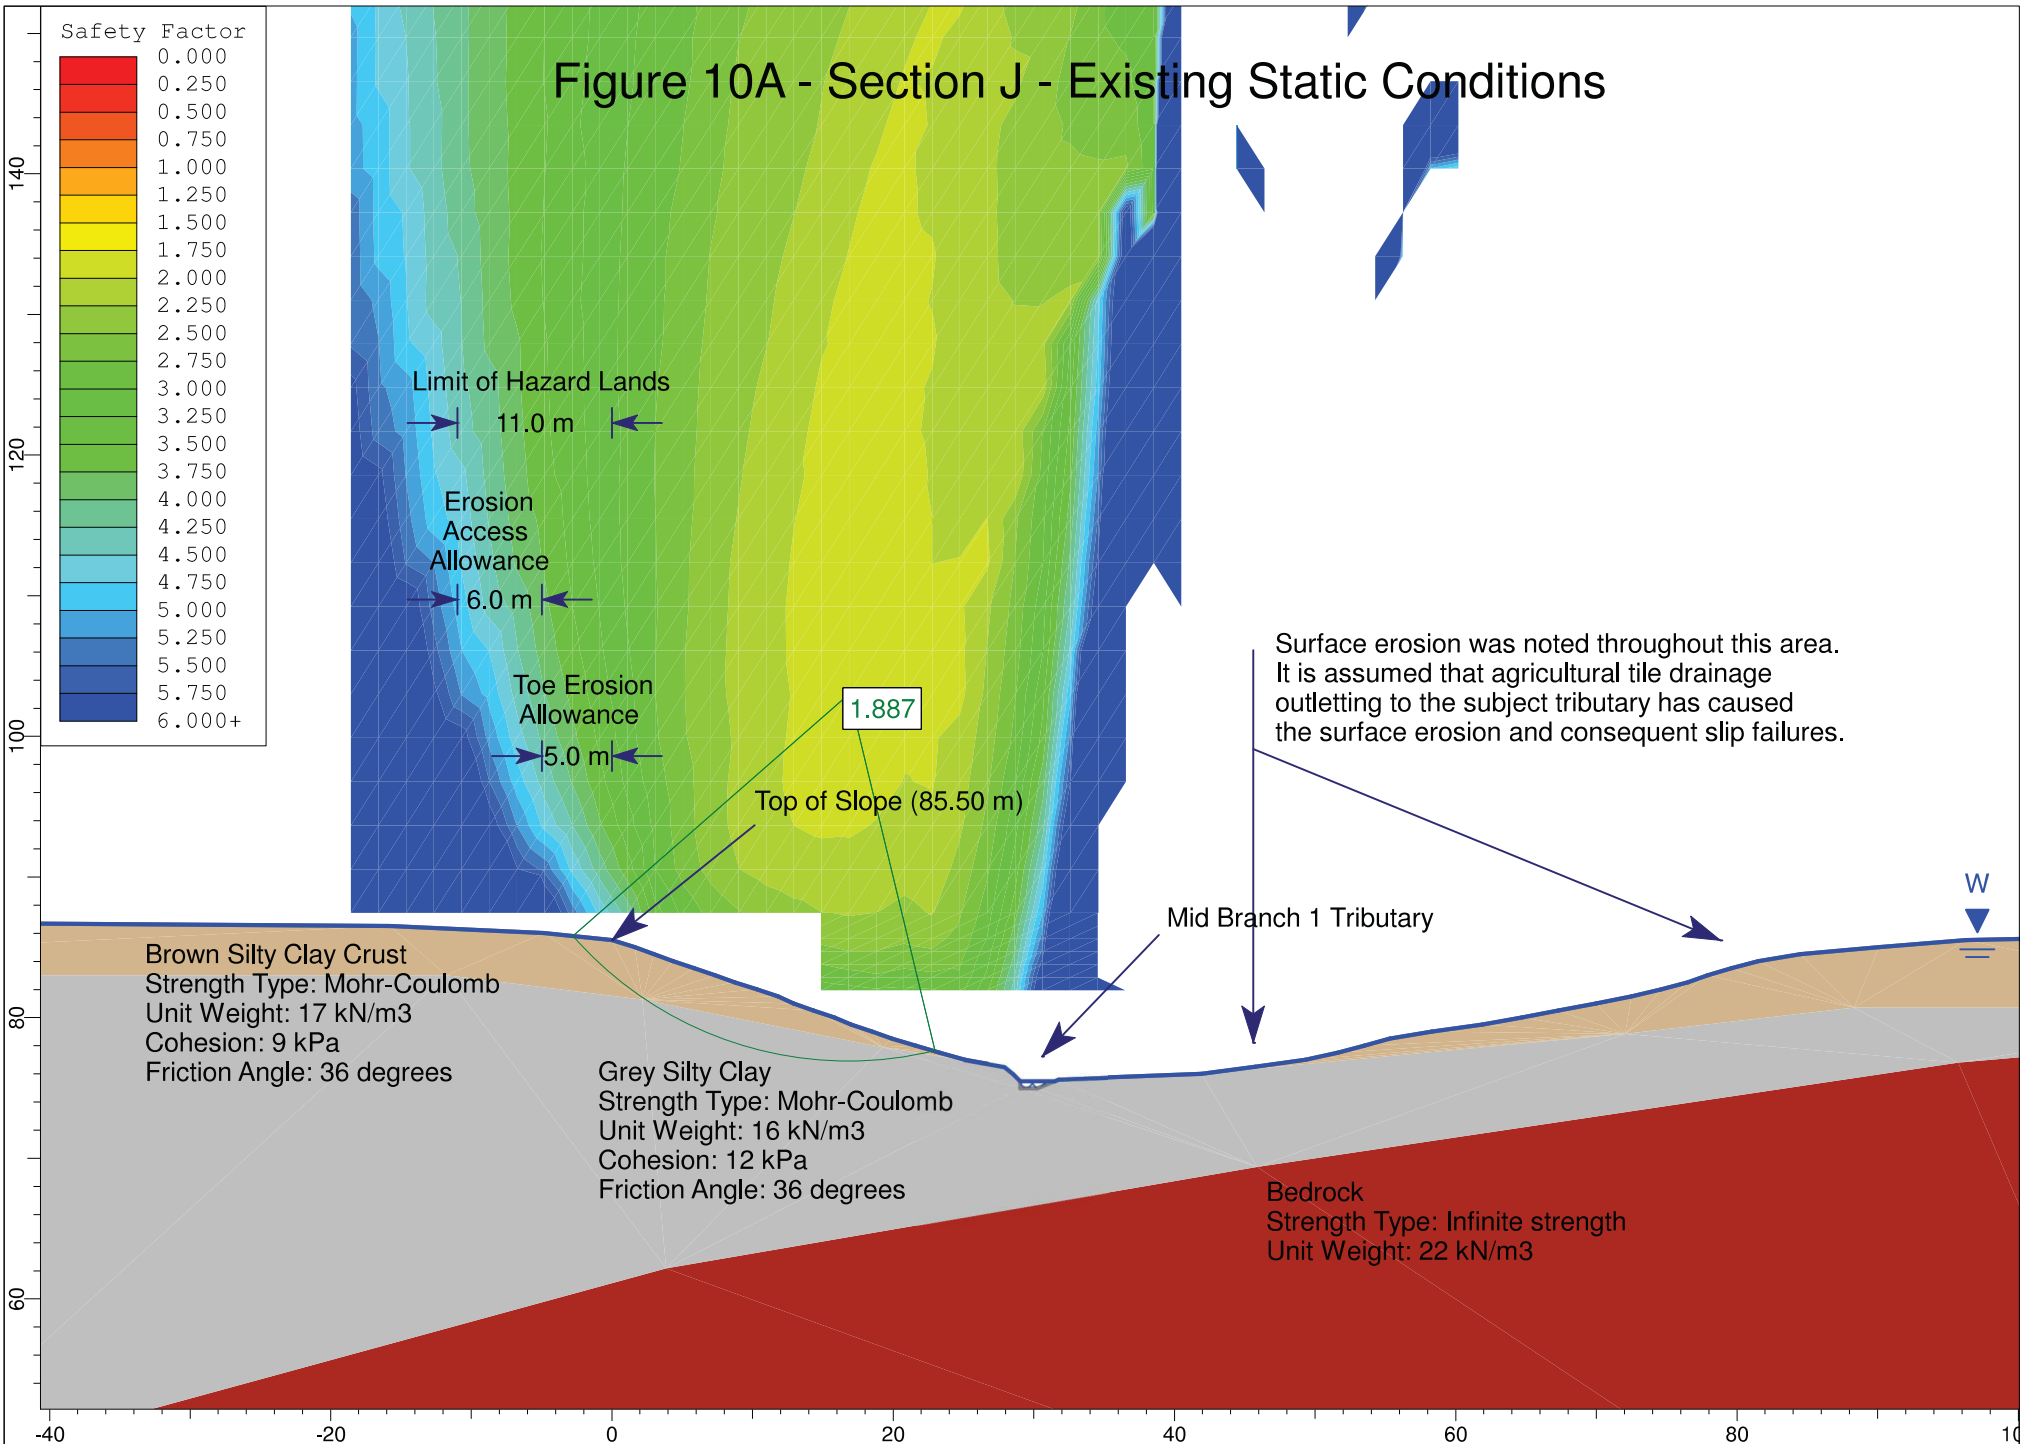 Safety Factor
0.000
0.250
0.500
0.750
1.000
1.250
1.500
1.750
2.000
2.250
2.500
2.750
3.000
3.250
3.500
3.750
4.000
4.250
4.500
4.750
5.000
5.250
5.500
5.750
6.000+
Figure 10A - Section J - Existing Static Conditions
140
120
100
80
60
Limit of Hazard Lands
11.0 m
Erosion
Access
Allowance
6.0 m
Toe Erosion
Allowance
5.0 m
1.887
Top of Slope (85.50 m)
Surface erosion was noted throughout this area.
It is assumed that agricultural tile drainage
outletting to the subject tributary has caused
the surface erosion and consequent slip failures.
W
Mid Branch 1 Tributary
Brown Silty Clay Crust
Strength Type: Mohr-Coulomb
Unit Weight: 17 kN/m3
Cohesion: 9 kPa
Friction Angle: 36 degrees
Grey Silty Clay
Strength Type: Mohr-Coulomb
Unit Weight: 16 kN/m3
Cohesion: 12 kPa
Friction Angle: 36 degrees
Bedrock
Strength Type: Infinite strength
Unit Weight: 22 kN/m3
-40
-20
0
20
40
60
80